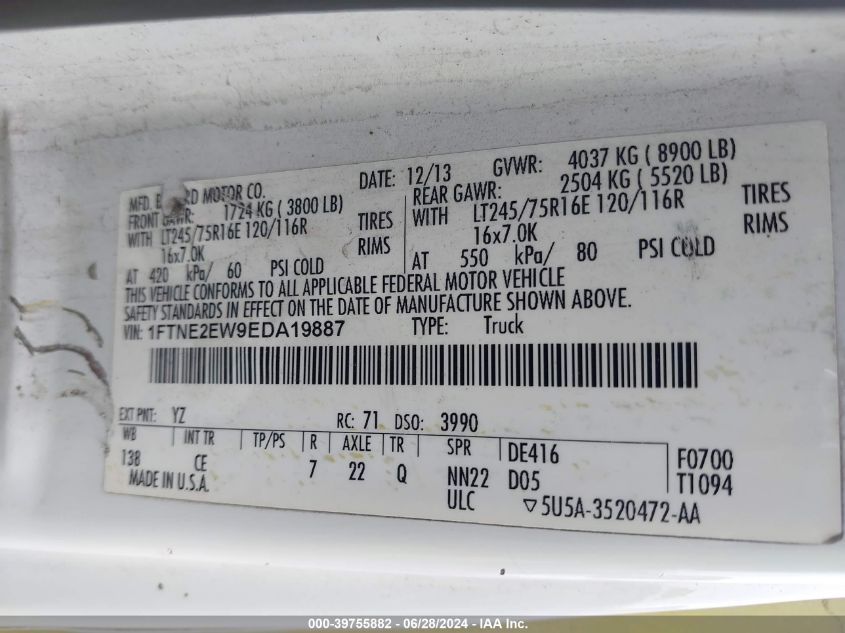 MFD. RD MOTOR CO. DATE: 12/13 GVWR: 4037 KG ( 8900 LB)
FRONT GAWR: 1724 KG ( 3800 LB) REAR GAWR: 2504 KG ( 5520 LB)
WITH LT245/75R16E 120/116R TIRES WITH LT245/75R16E 120/116R TIRES
16x7.0K RIMS 16x7.0K RIMS
AT 420 kPa/ 60 PSI COLD AT 550 kPa/ 80 PSI COLD
THIS VEHICLE CONFORMS TO ALL APPLICABLE FEDERAL MOTOR VEHICLE
SAFETY STANDARDS IN EFFECT ON THE DATE OF MANUFACTURE SHOWN ABOVE.
VIN: 1FTNE2EW9EDA19887 TYPE: Truck
EXT PNT: YZ RC: 71 DSO: 3990
WB INT TR TP/PS R AXLE TR SPR DE416 F0700
138 CE 7 22 Q NN22 D05 T1094
MADE IN U.S.A. ULC ▽5U5A-3520472-AA
000-39755882 - 06/28/2024 - IAA Inc.